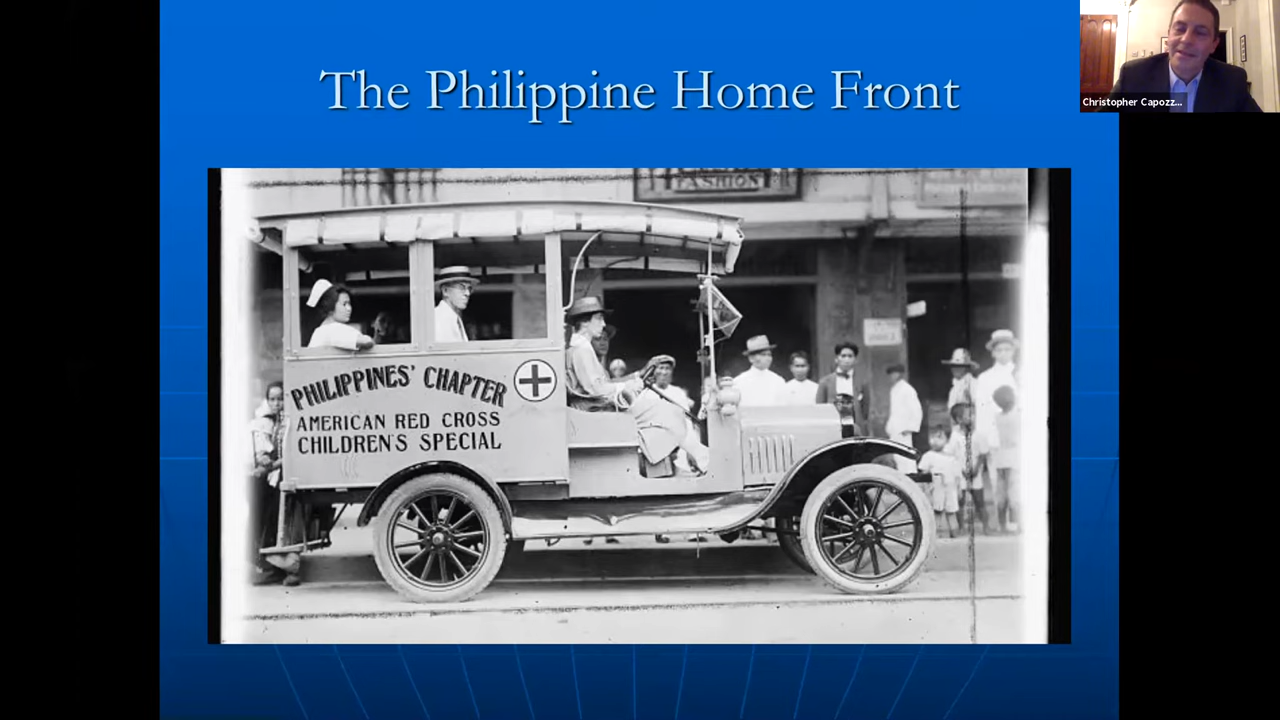 The Philippine Home Front
Christopher Capozz...
FASHION
PHILIPPINES' CHAPTER
AMERICAN RED CROSS
CHILDREN'S SPECIAL